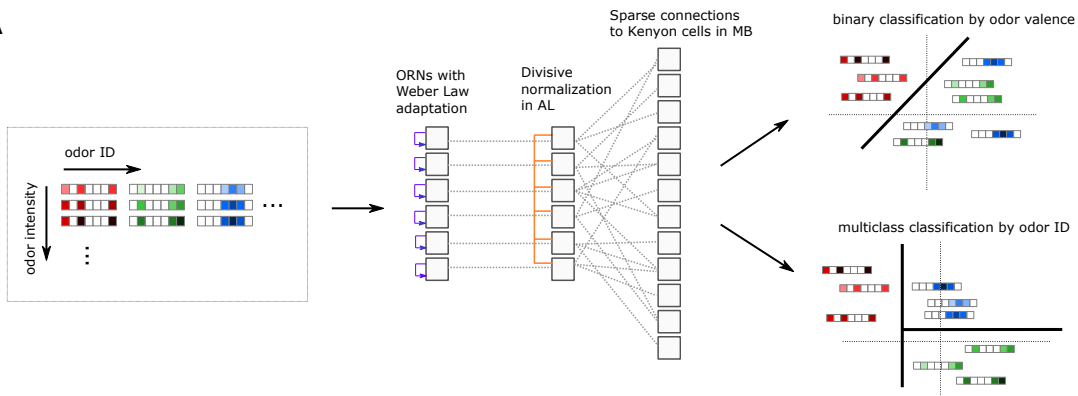 odor ID
odor intensity
...
ORNs with
Weber Law
adaptation
Divisive
normalization
in AL
Sparse connections
to Kenyon cells in MB
binary classification by odor valence
multiclass classification by odor ID